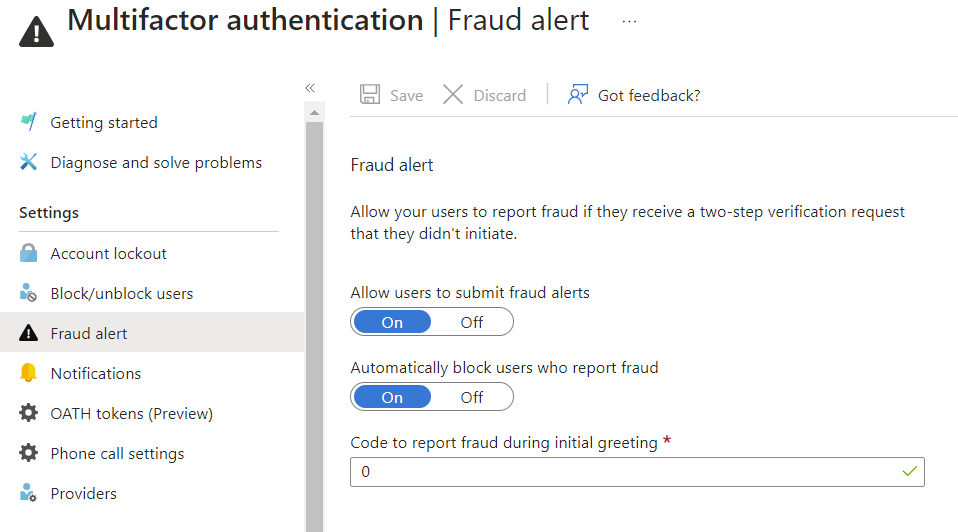 Multifactor authentication | Fraud alert ...
Getting started
Diagnose and solve problems
Settings
Account lockout
Block/unblock users
Fraud alert
Notifications
OATH tokens (Preview)
Phone call settings
Providers
Save Discard Got feedback?
Fraud alert
Allow your users to report fraud if they receive a two-step verification request
that they didn't initiate.
Allow users to submit fraud alerts
On Off
Automatically block users who report fraud
On Off
Code to report fraud during initial greeting *
0